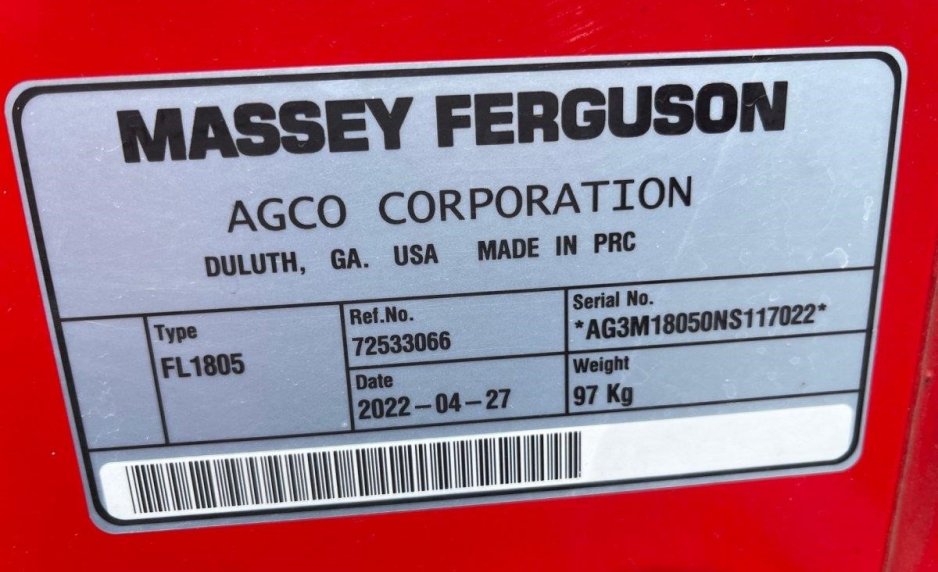 MASSEY FERGUSON
AGCO CORPORATION
DULUTH, GA. USA MADE IN PRC
Type
FL1805
Ref.No.
72533066
Date
2022-04-27
Serial No.
*AG3M18050NS117022*
Weight
97 Kg